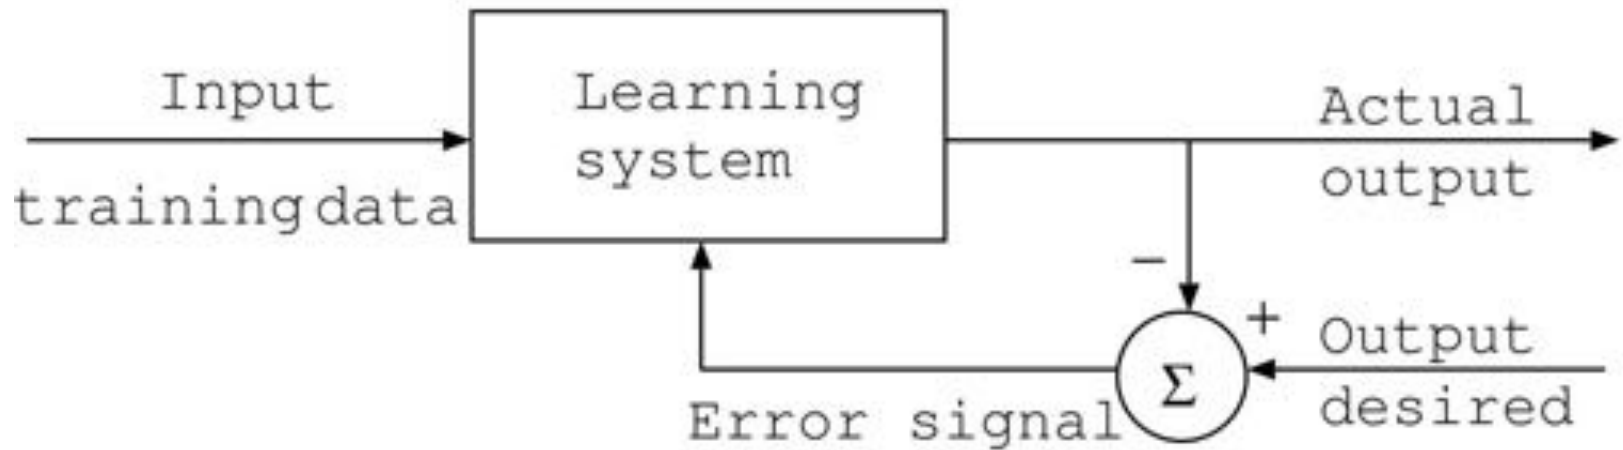 Input
training data
Learning
system
Actual
output
−
+
Output
desired
Σ
Error signal